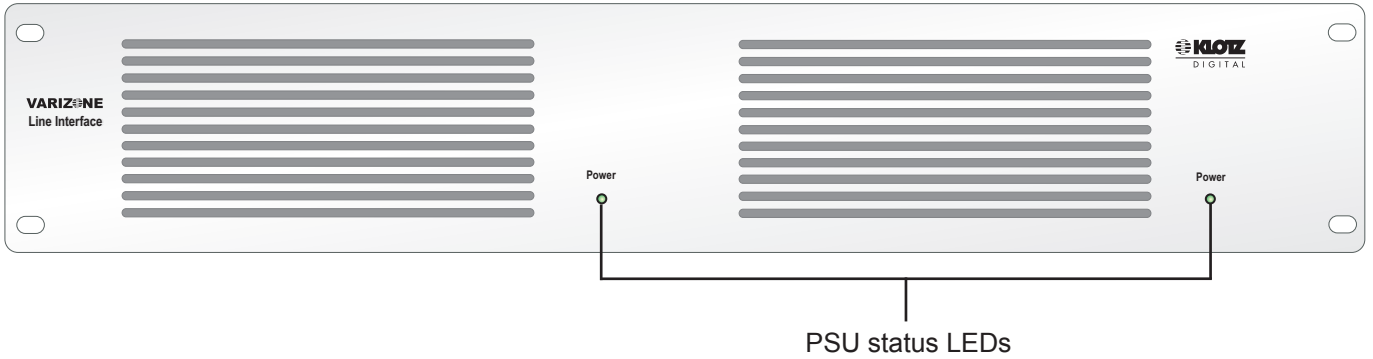 VARIZONE
Line Interface
KLOTZ
DIGITAL
Power
Power
PSU status LEDs